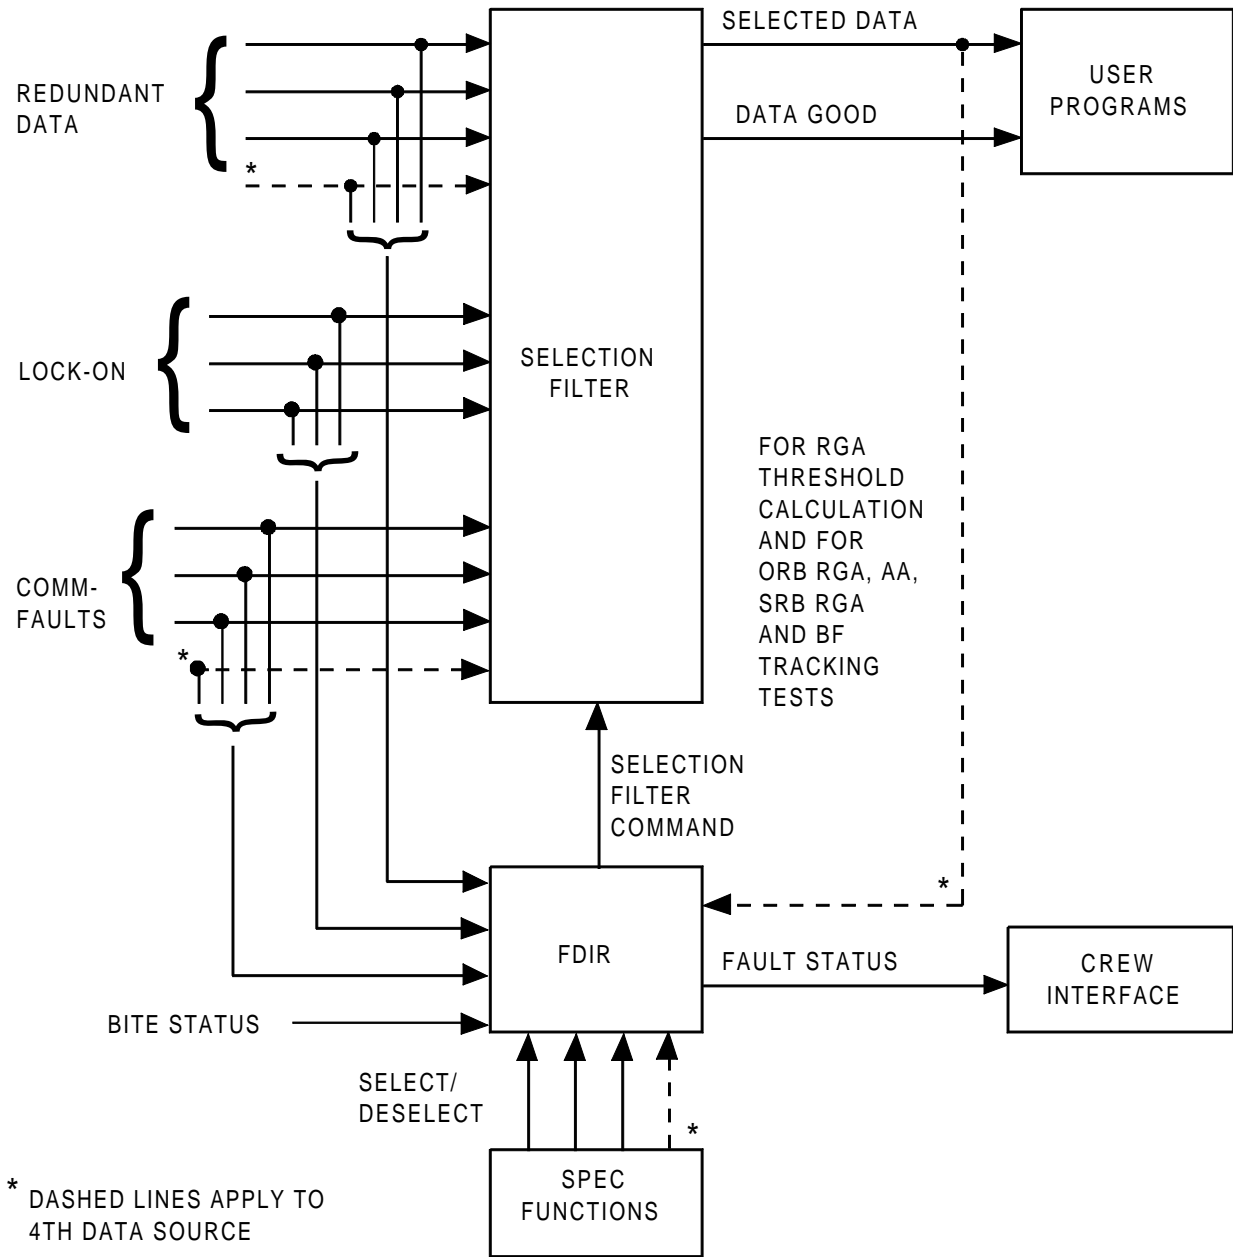 SELECTED DATA
USER
PROGRAMS
REDUNDANT
DATA
DATA GOOD
*
LOCK-ON
SELECTION
FILTER
FOR RGA
THRESHOLD
CALCULATION
AND FOR
ORB RGA, AA,
SRB RGA
AND BF
TRACKING
TESTS
COMM-
FAULTS
*
SELECTION
FILTER
COMMAND
*
FDIR
FAULT STATUS
CREW
INTERFACE
BITE STATUS
SELECT/
DESELECT
*
SPEC
FUNCTIONS
* DASHED LINES APPLY TO
4TH DATA SOURCE